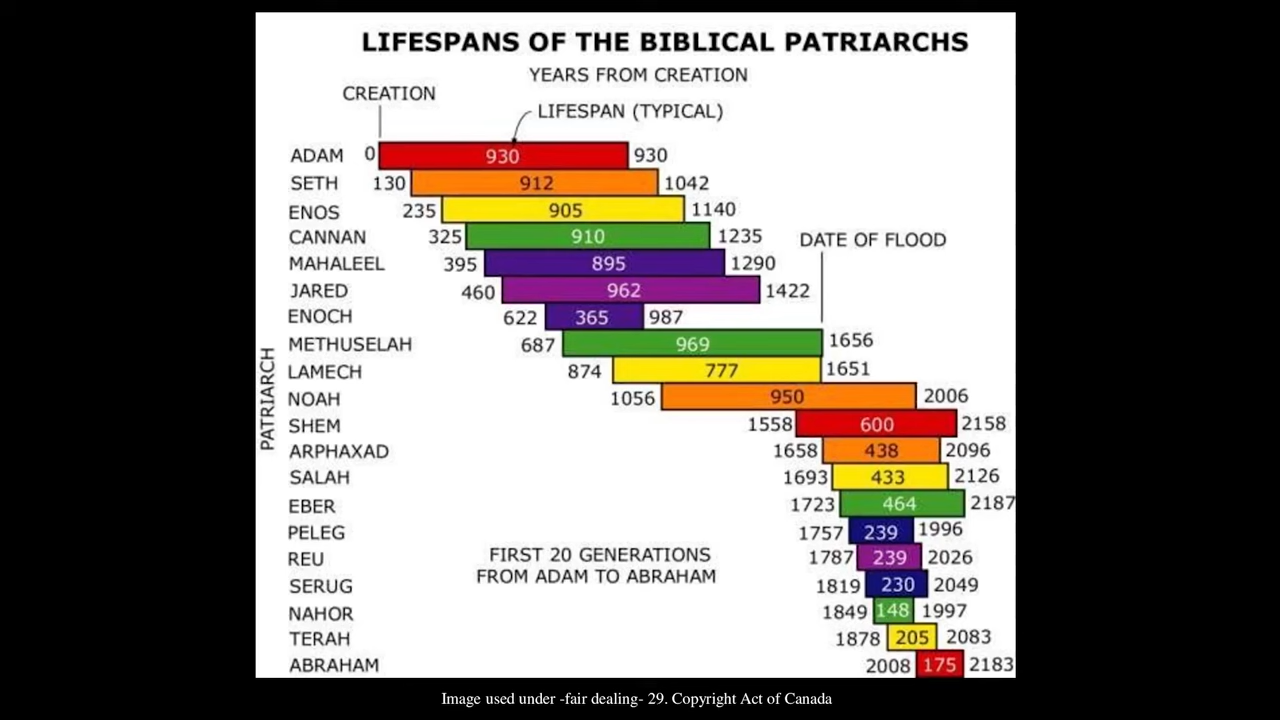 LIFESPANS OF THE BIBLICAL PATRIARCHS
YEARS FROM CREATION
CREATION
LIFESPAN (TYPICAL)
ADAM 0 930 930
SETH 130 912 1042
ENOS 235 905 1140
CANNAN 325 910 1235
DATE OF FLOOD
MAHALEEL 395 895 1290
JARED 460 962 1422
ENOCH 622 365 987
METHUSELAH 687 969 1656
LAMECH 874 777 1651
NOAH 1056 950 2006
PATRIARCH
SHEM 1558 600 2158
ARPHAXAD 1658 438 2096
SALAH 1693 433 2126
EBER 1723 464 2187
PELEG 1757 239 1996
REU 1787 239 2026
SERUG 1819 230 2049
NAHOR 1849 148 1997
TERAH 1878 205 2083
ABRAHAM 2008 175 2183
FIRST 20 GENERATIONS
FROM ADAM TO ABRAHAM
Image used under -fair dealing- 29. Copyright Act of Canada